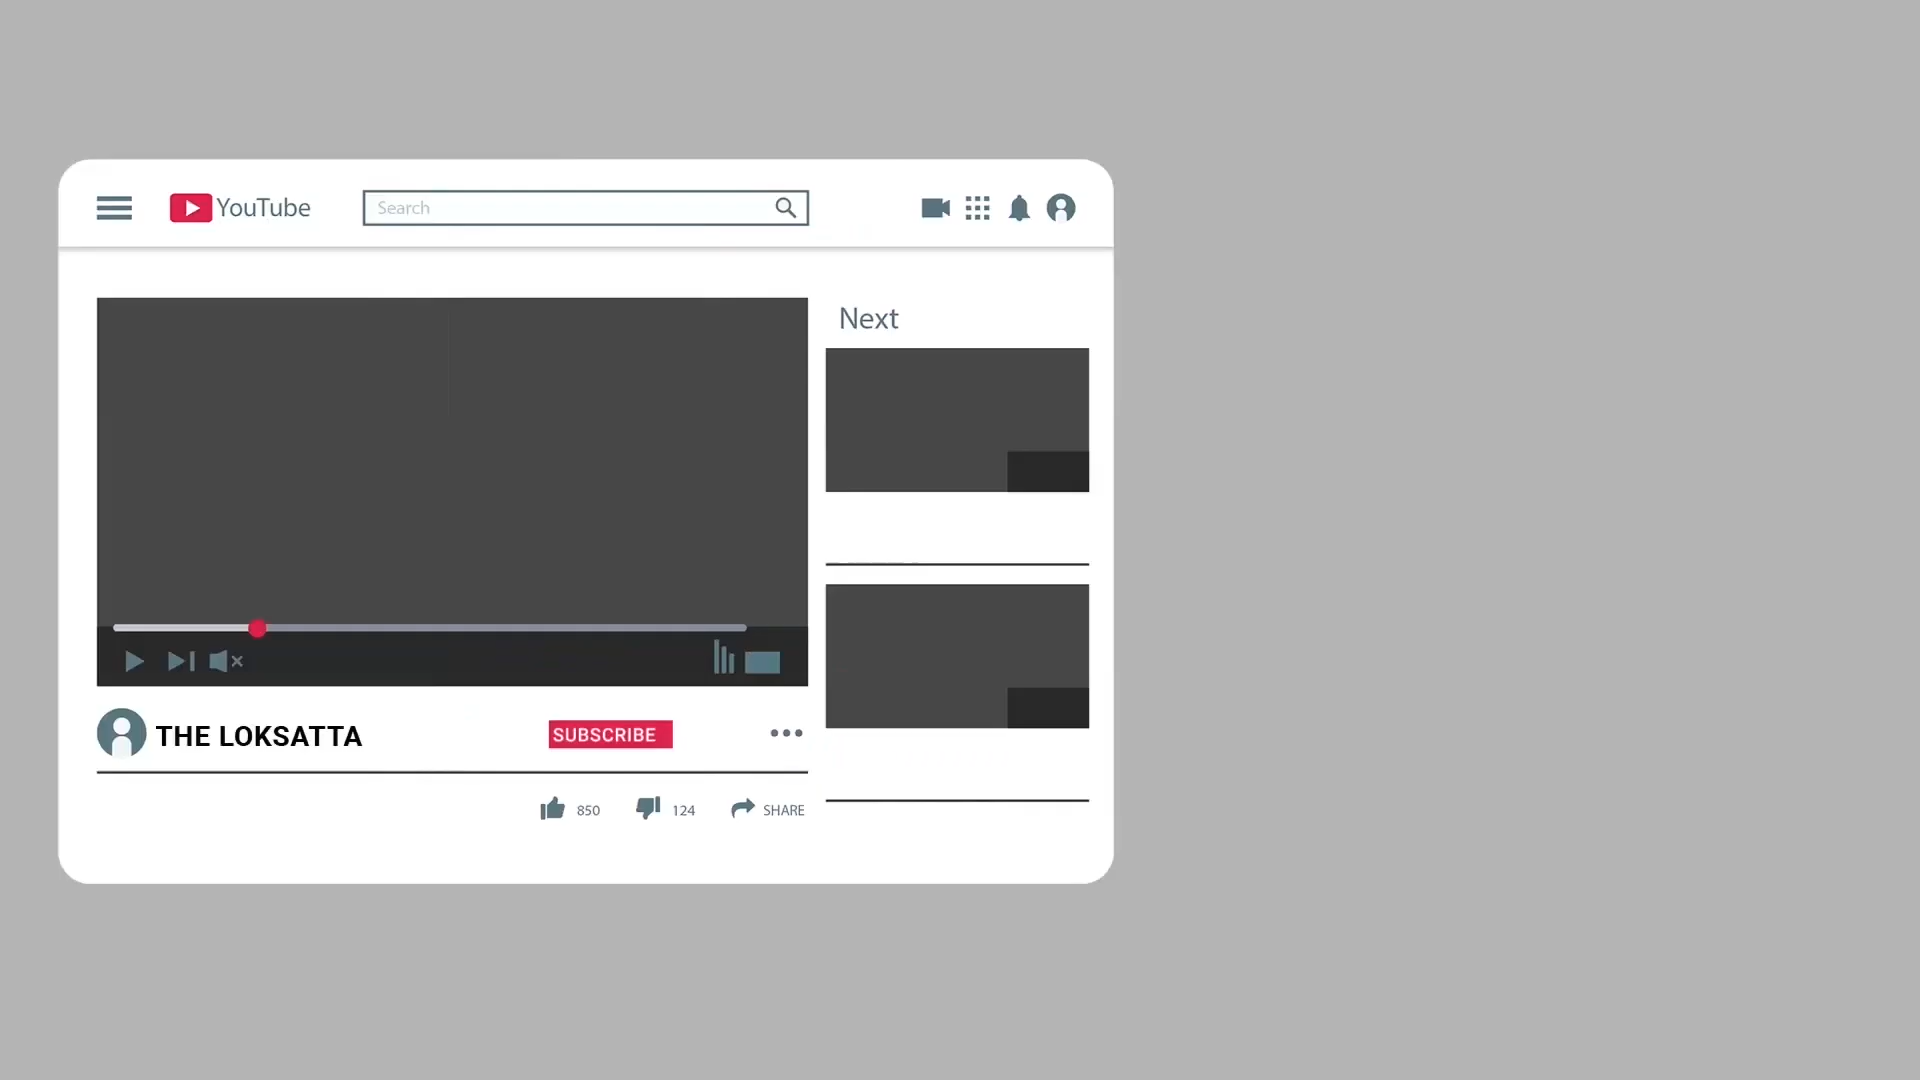 YouTube
Search
Next
THE LOKSATTA
SUBSCRIBE
850
124
SHARE